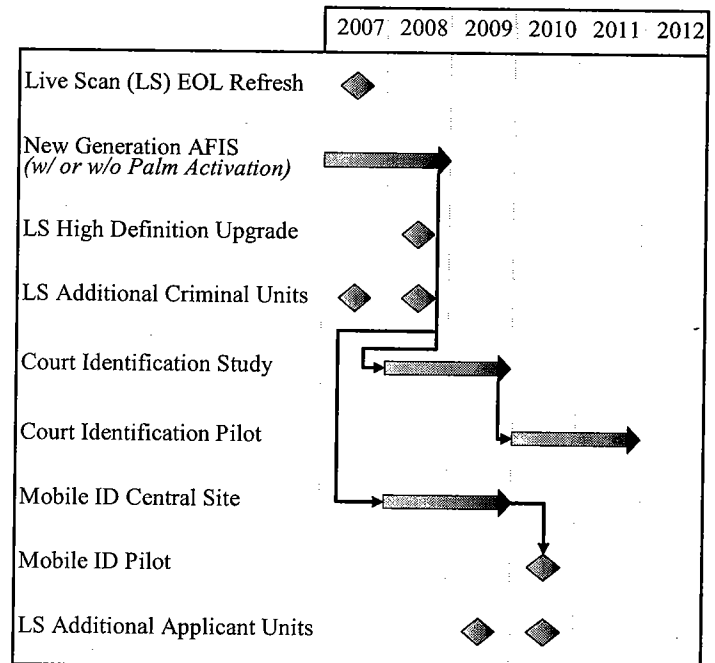 2007 2008 2009 2010 2011 2012
Live Scan (LS) EOL Refresh
New Generation AFIS
(w/ or w/o Palm Activation)
LS High Definition Upgrade
LS Additional Criminal Units
Court Identification Study
Court Identification Pilot
Mobile ID Central Site
Mobile ID Pilot
LS Additional Applicant Units